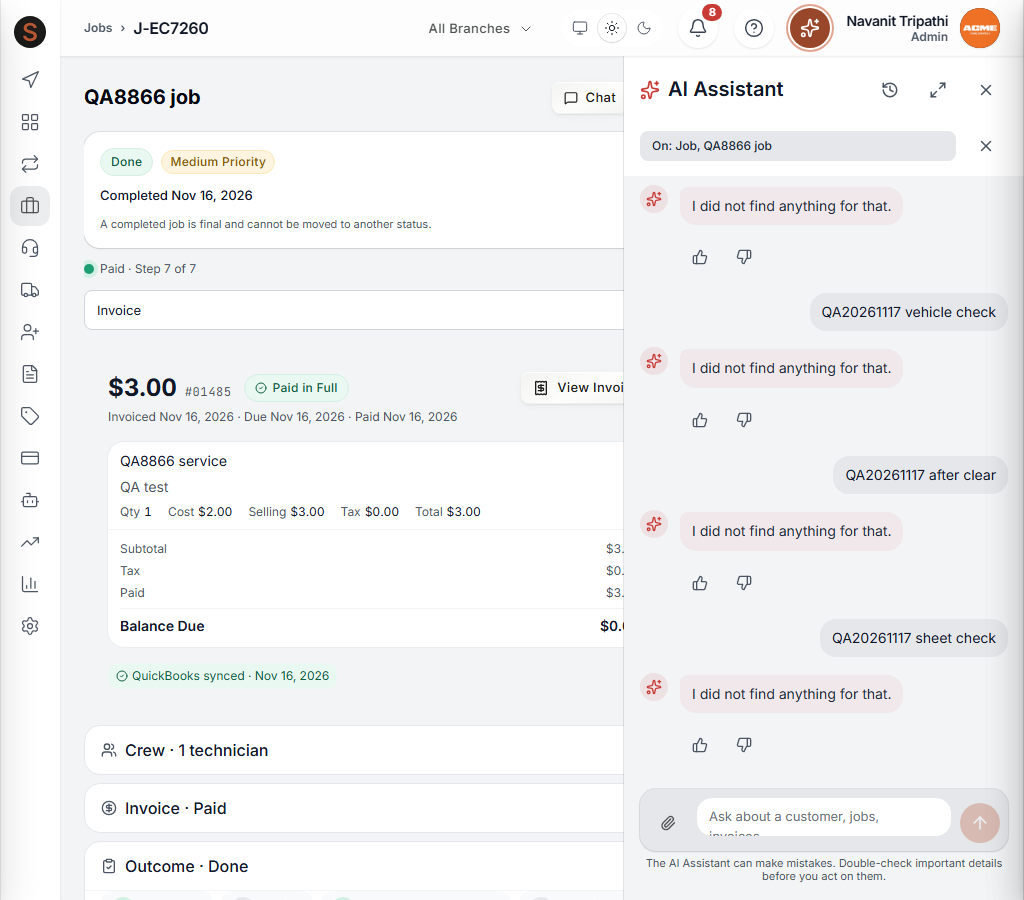 S
Jobs › J-EC7260
All Branches
8
Navanit Tripathi
Admin
ACME
QA8866 job
Chat
Done
Medium Priority
Completed Nov 16, 2026
A completed job is final and cannot be moved to another status.
Paid · Step 7 of 7
Invoice
$3.00 #01485 Paid in Full
View Invoi
Invoiced Nov 16, 2026 · Due Nov 16, 2026 · Paid Nov 16, 2026
QA8866 service
QA test
Qty 1 Cost $2.00 Selling $3.00 Tax $0.00 Total $3.00
Subtotal $3.
Tax $0.
Paid $3.
Balance Due $0.0
QuickBooks synced · Nov 16, 2026
Crew · 1 technician
Invoice · Paid
Outcome · Done
AI Assistant
On: Job, QA8866 job
I did not find anything for that.
QA20261117 vehicle check
I did not find anything for that.
QA20261117 after clear
I did not find anything for that.
QA20261117 sheet check
I did not find anything for that.
Ask about a customer, jobs,
invoices
The AI Assistant can make mistakes. Double-check important details
before you act on them.